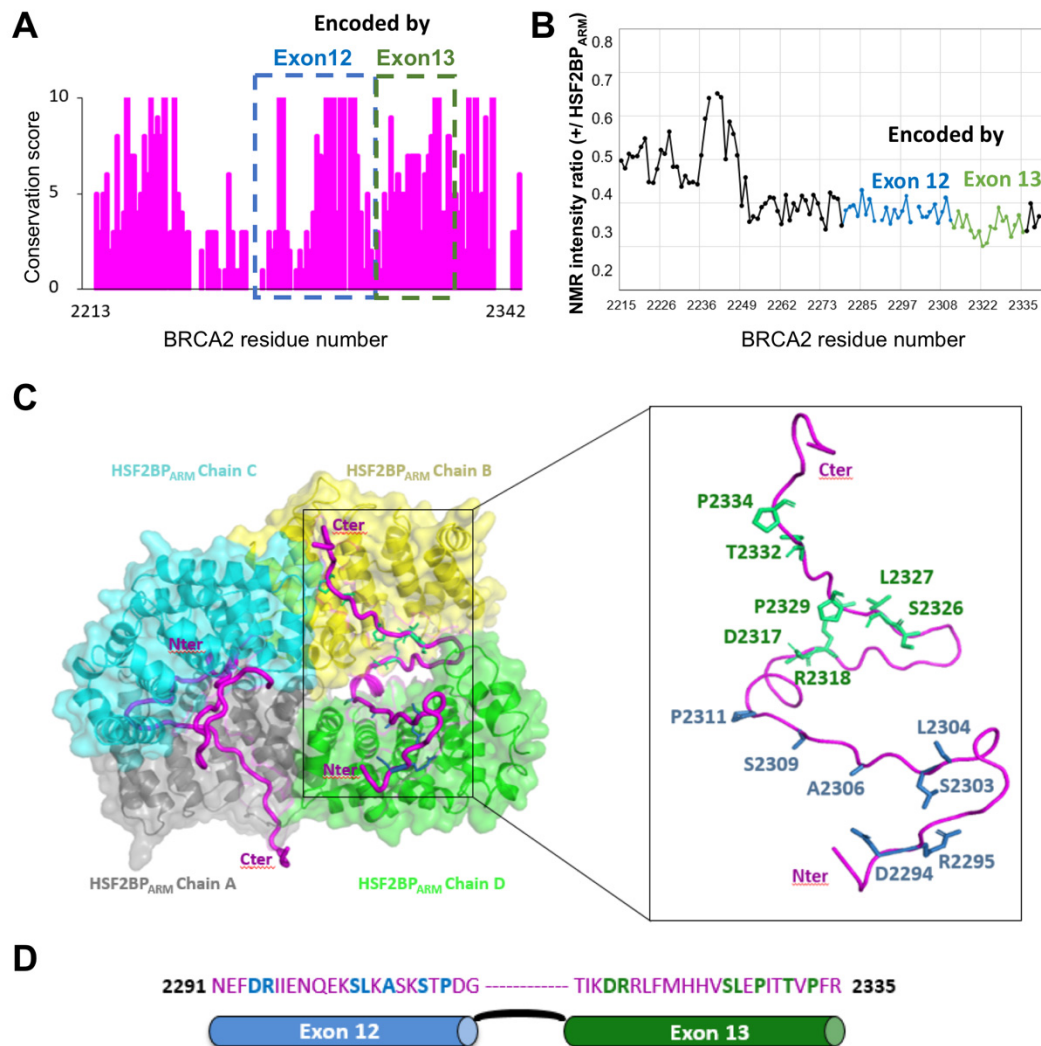 A
Encoded by
Exon12 Exon13
10
5
0
Conservation score
2213 2342
BRCA2 residue number
B
0.8
0.7
0.6
0.5
0.4
0.3
0.2
NMR intensity ratio (+/ HSF2BPARM)
Encoded by
Exon 12 Exon 13
2215 2226 2236 2249 2262 2273 2285 2297 2308 2322 2335
BRCA2 residue number
C
HSF2BPARM Chain C
HSF2BPARM Chain B
Cter
Nter
Nter
Cter
HSF2BPARM Chain A
HSF2BPARM Chain D
Cter
P2334
T2332
L2327
P2329
S2326
D2317
R2318
P2311
L2304
S2309
A2306
S2303
R2295
D2294
Nter
D
2291 NEFDRIIENQEKSLKASKSTPDG ------------ TIKDRRLFMHHVSLEPITTVPFR 2335
Exon 12 Exon 13